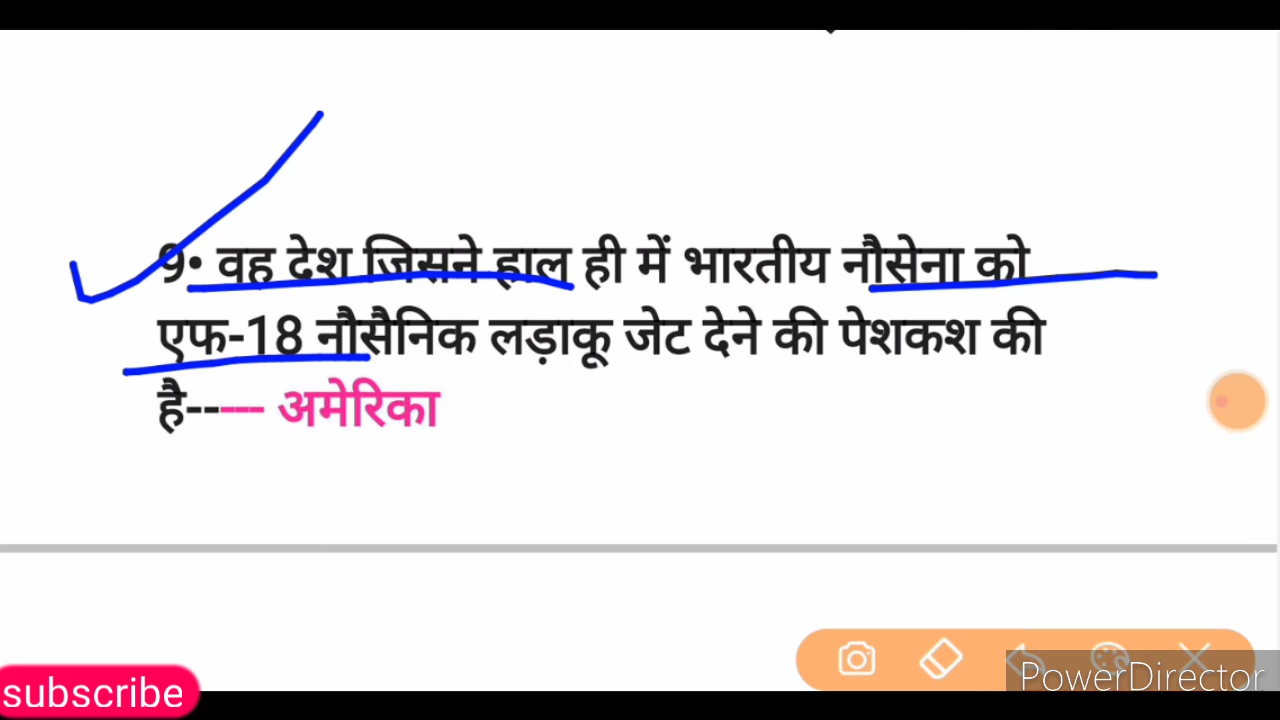 9• वह देश जिसने हाल ही में भारतीय नौसेना को
एफ-18 नौसैनिक लड़ाकू जेट देने की पेशकश की
है----- अमेरिका
subscribe
PowerDirector